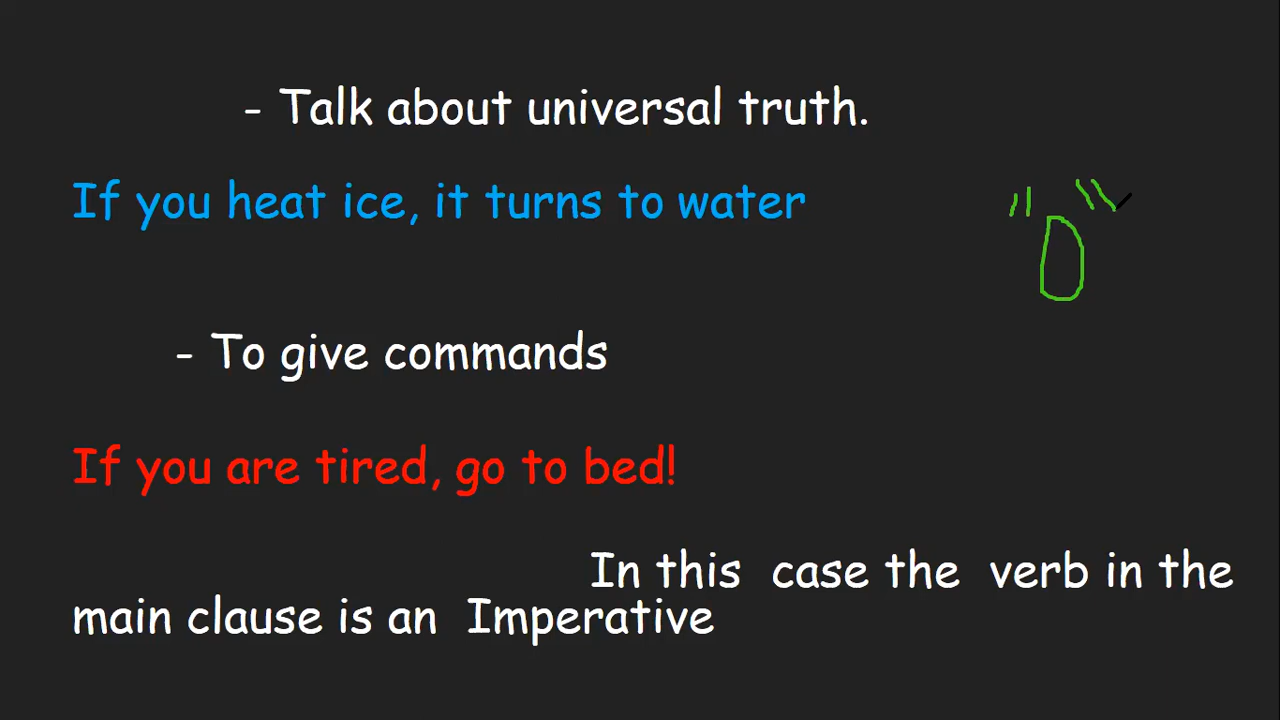 - Talk about universal truth.
If you heat ice, it turns to water
- To give commands
If you are tired, go to bed!
In this case the verb in the
main clause is an Imperative